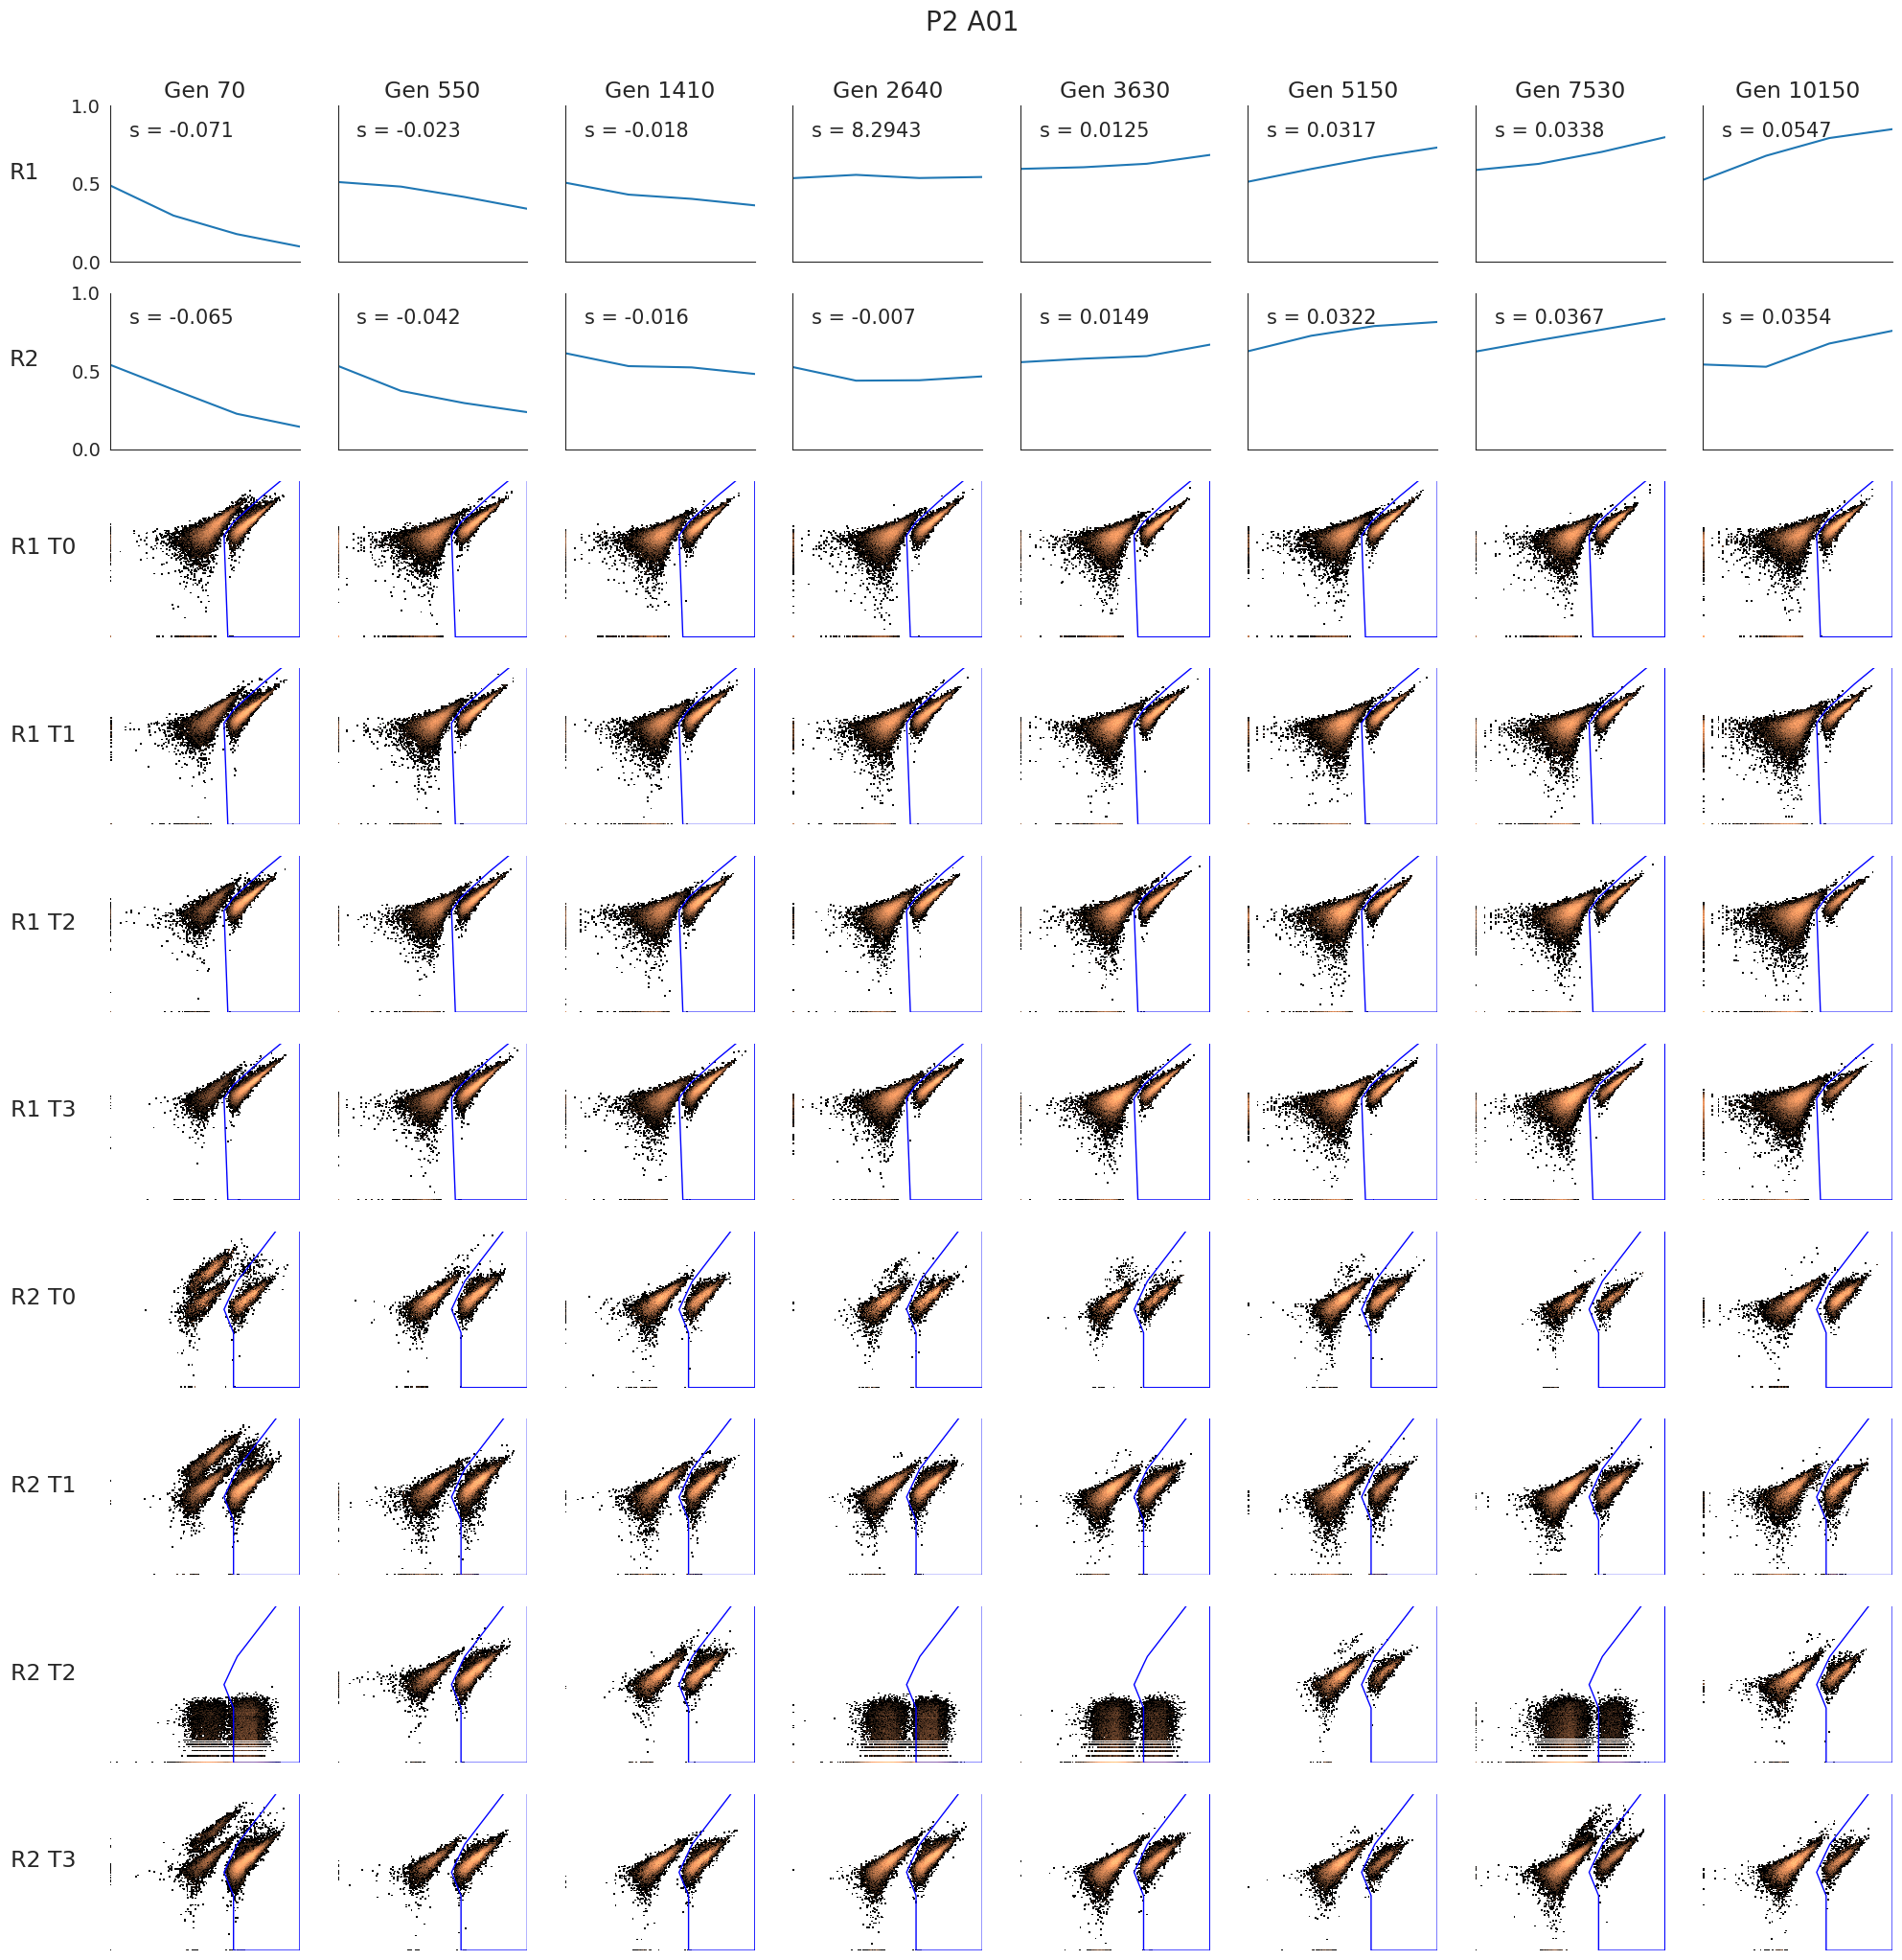 P2 A01
Gen 70 Gen 550 Gen 1410 Gen 2640 Gen 3630 Gen 5150 Gen 7530 Gen 10150
1.0
s = -0.071 s = -0.023 s = -0.018 s = 8.2943 s = 0.0125 s = 0.0317 s = 0.0338 s = 0.0547
R1
0.5
0.0
1.0
s = -0.065 s = -0.042 s = -0.016 s = -0.007 s = 0.0149 s = 0.0322 s = 0.0367 s = 0.0354
R2
0.5
0.0
R1 T0
R1 T1
R1 T2
R1 T3
R2 T0
R2 T1
R2 T2
R2 T3